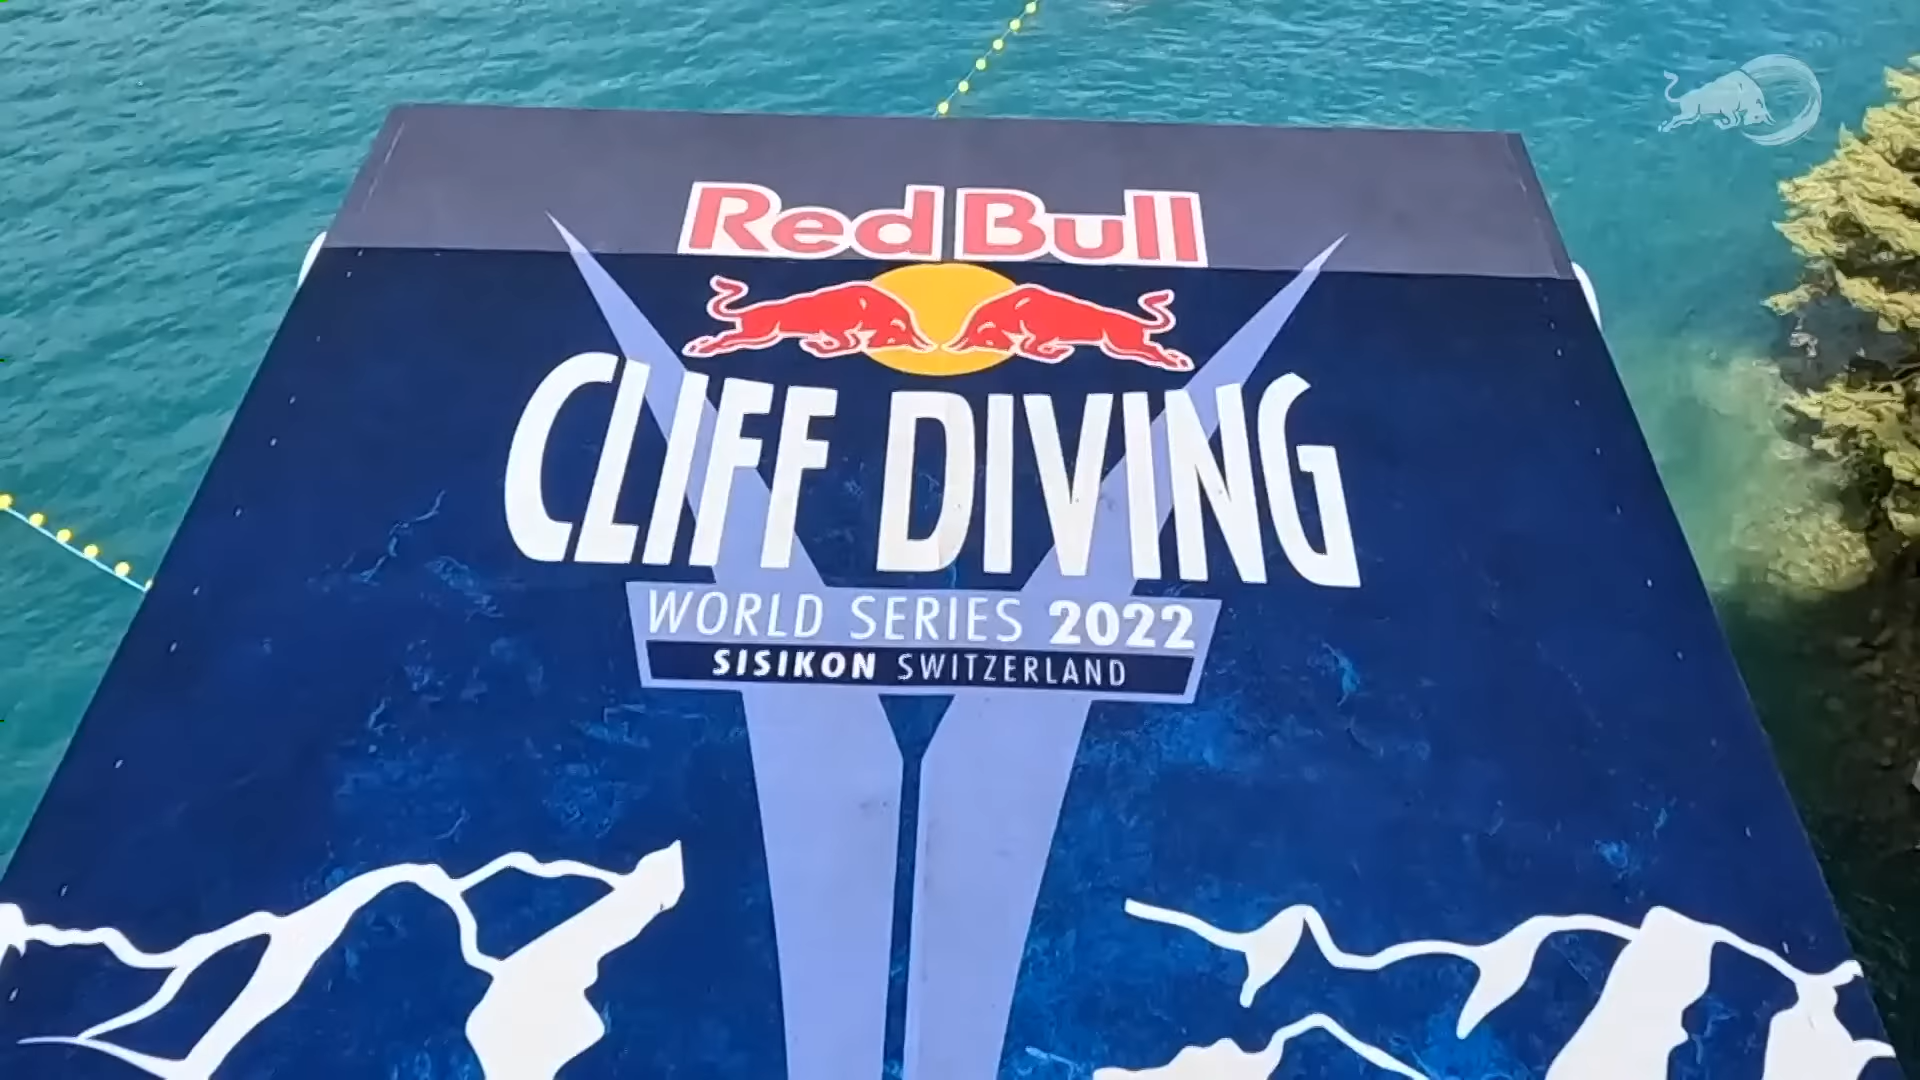 Red Bull
CLIFF DIVING
WORLD SERIES 2022
SISIKON SWITZERLAND